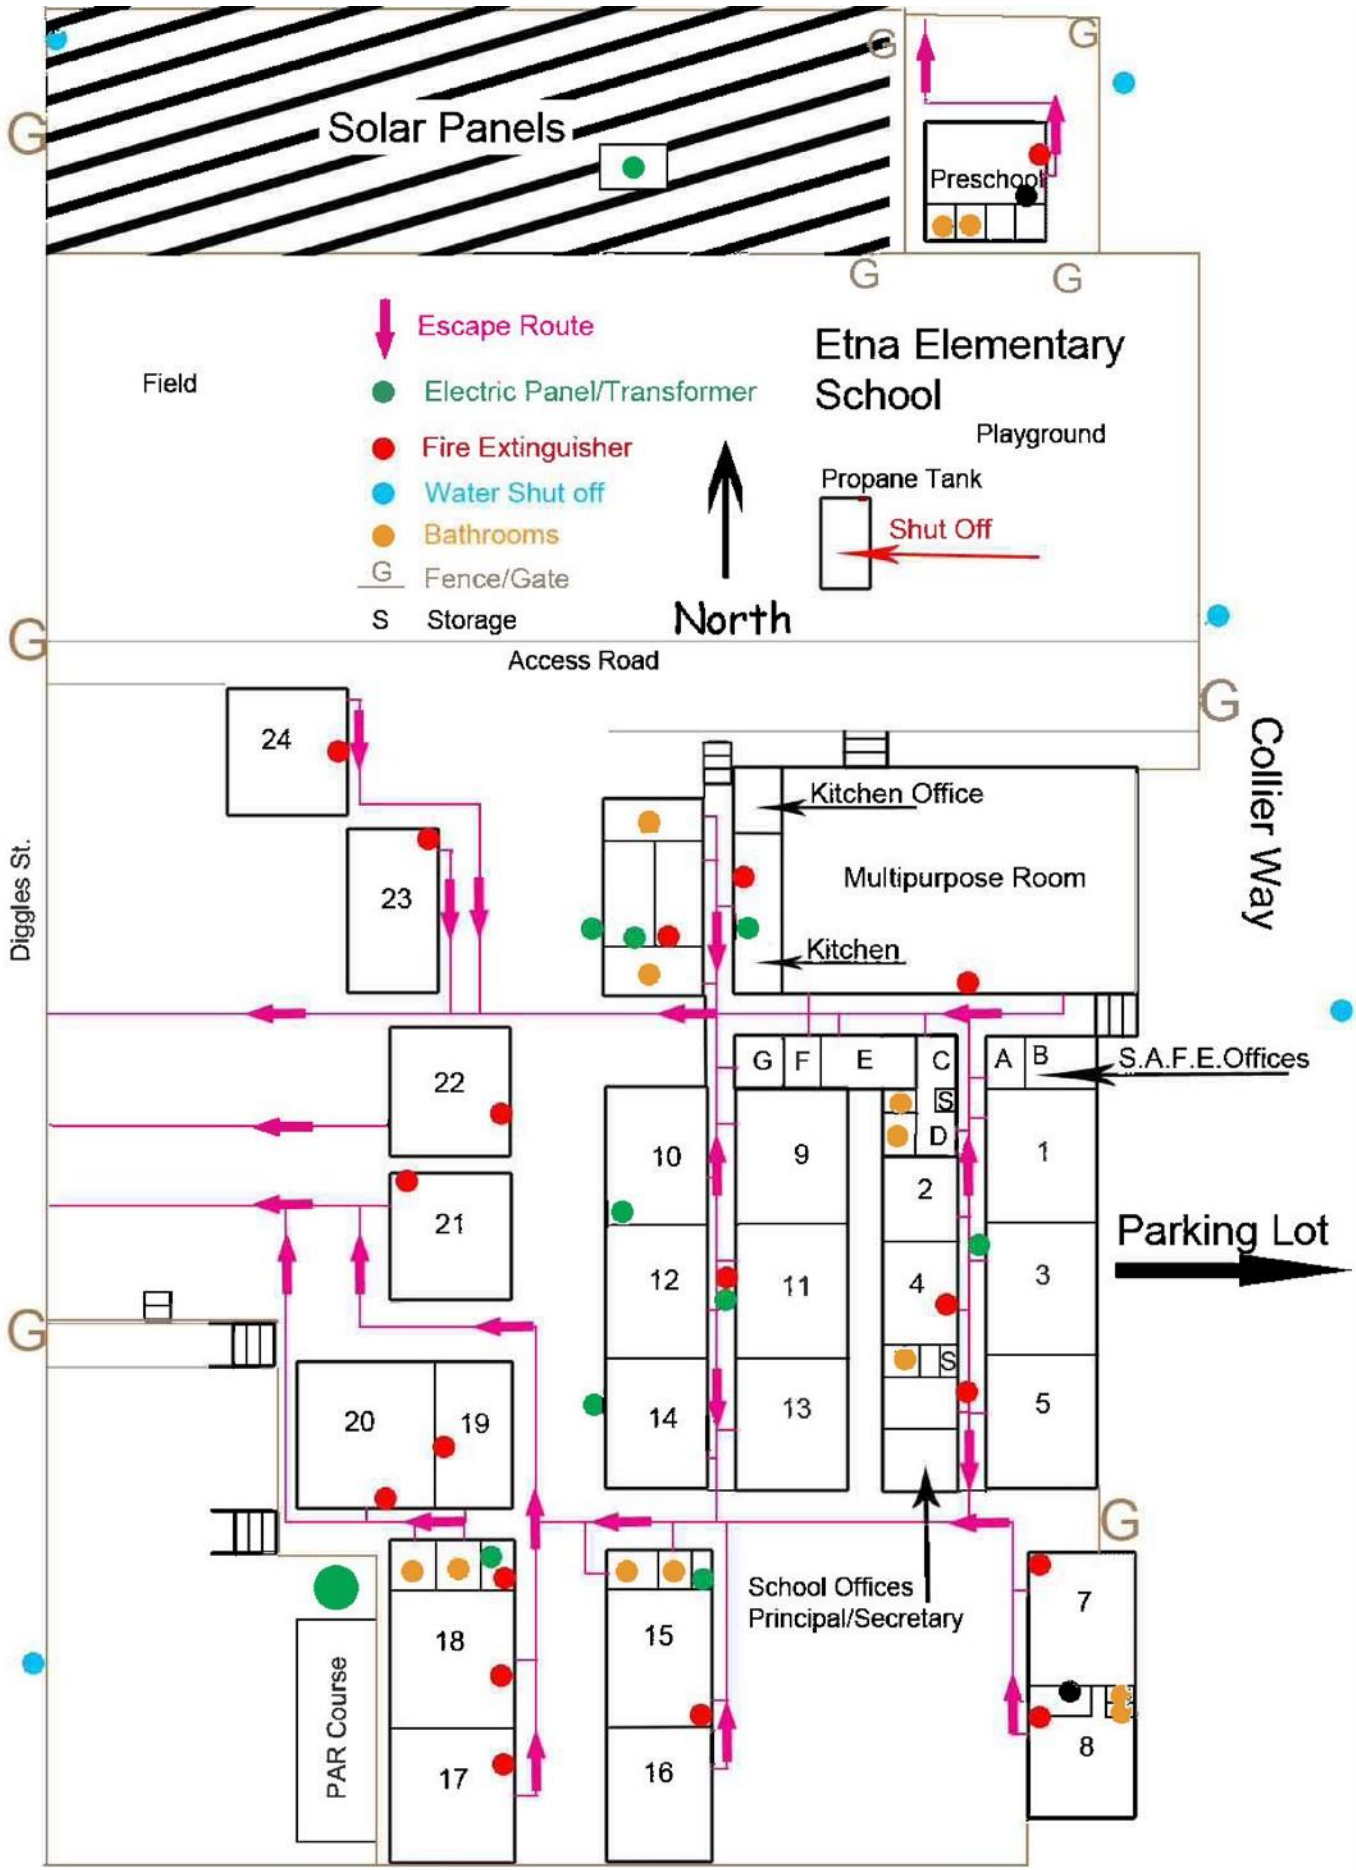 G
G
Solar Panels
G
Preschool
G
G
Escape Route
Etna Elementary
School
Field
Electric Panel/Transformer
Playground
Fire Extinguisher
Propane Tank
Water Shut off
Shut Off
Bathrooms
G
Fence/Gate
S
Storage
North
G
Access Road
G
24
Collier Way
Kitchen Office
Diggles St.
23
Multipurpose Room
Kitchen
G
F
E
C
A
B
S.A.F.E.Offices
22
S
D
10
9
1
2
21
Parking Lot
12
11
4
3
G
S
20
19
14
13
5
G
School Offices
Principal/Secretary
7
18
15
PAR Course
17
16
8